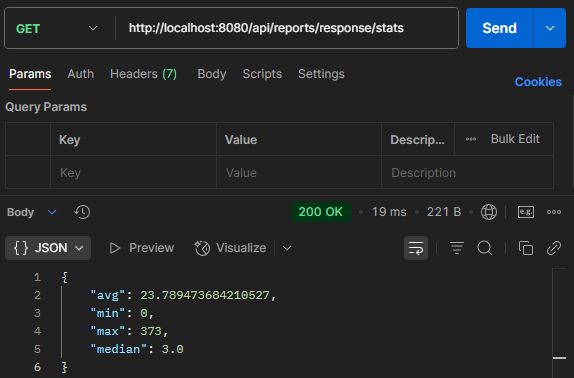 GET http://localhost:8080/api/reports/response/stats Send
Params Auth Headers (7) Body Scripts Settings Cookies
Query Params
Key Value Descrip... Bulk Edit
Key Value Description
Body 200 OK • 19 ms • 221 B • e.g.
{} JSON Preview Visualize
1 {
2 "avg": 23.789473684210527,
3 "min": 0,
4 "max": 373,
5 "median": 3.0
6 }